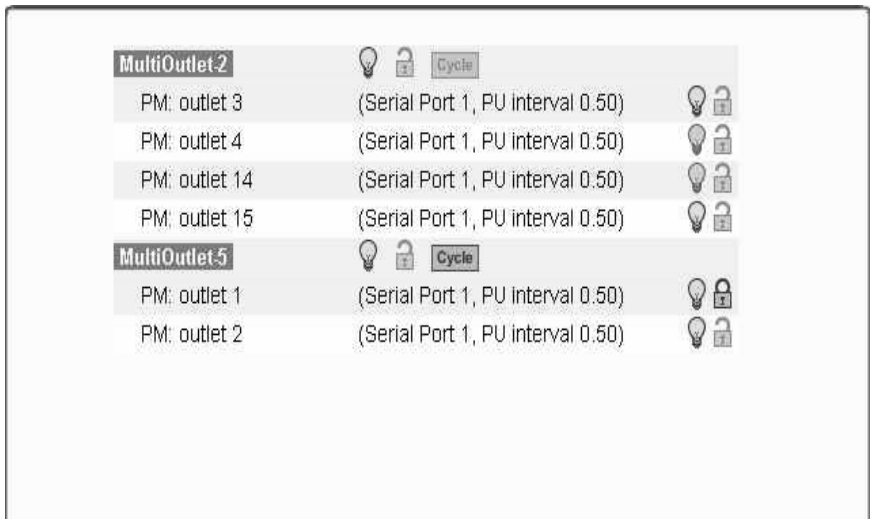 MultiOutlet-2 Cycle
PM: outlet 3 (Serial Port 1, PU interval 0.50)
PM: outlet 4 (Serial Port 1, PU interval 0.50)
PM: outlet 14 (Serial Port 1, PU interval 0.50)
PM: outlet 15 (Serial Port 1, PU interval 0.50)
MultiOutlet-5 Cycle
PM: outlet 1 (Serial Port 1, PU interval 0.50)
PM: outlet 2 (Serial Port 1, PU interval 0.50)